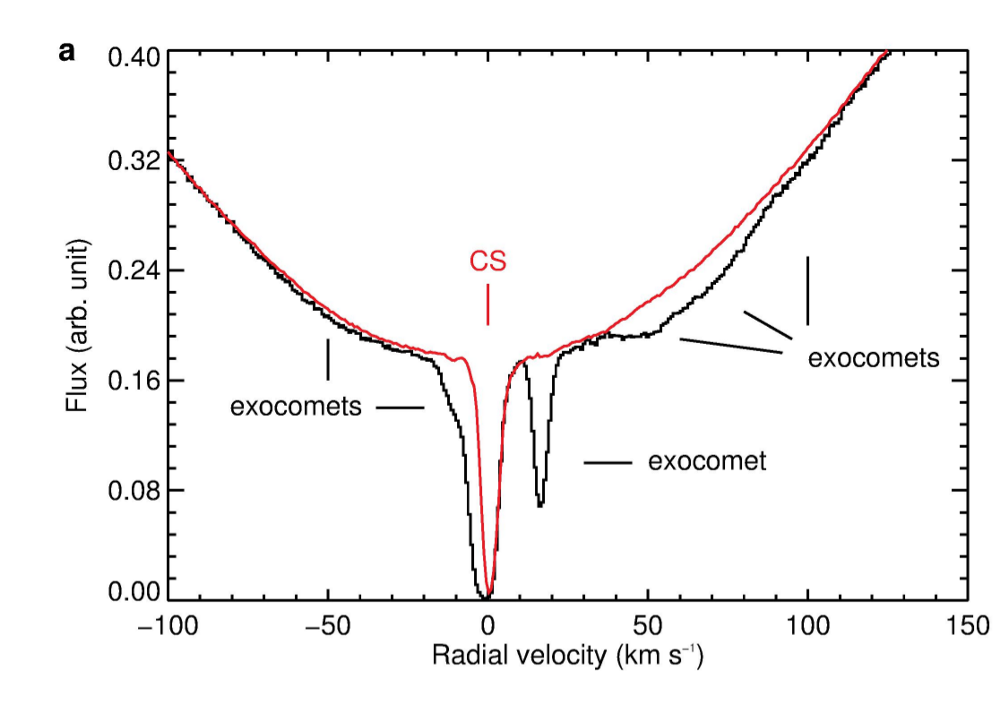 a
0.40
0.32
0.24
0.16
0.08
0.00
Flux (arb. unit)
CS
exocomets
exocomets
exocomet
−100
−50
0
50
100
150
Radial velocity (km s⁻¹)